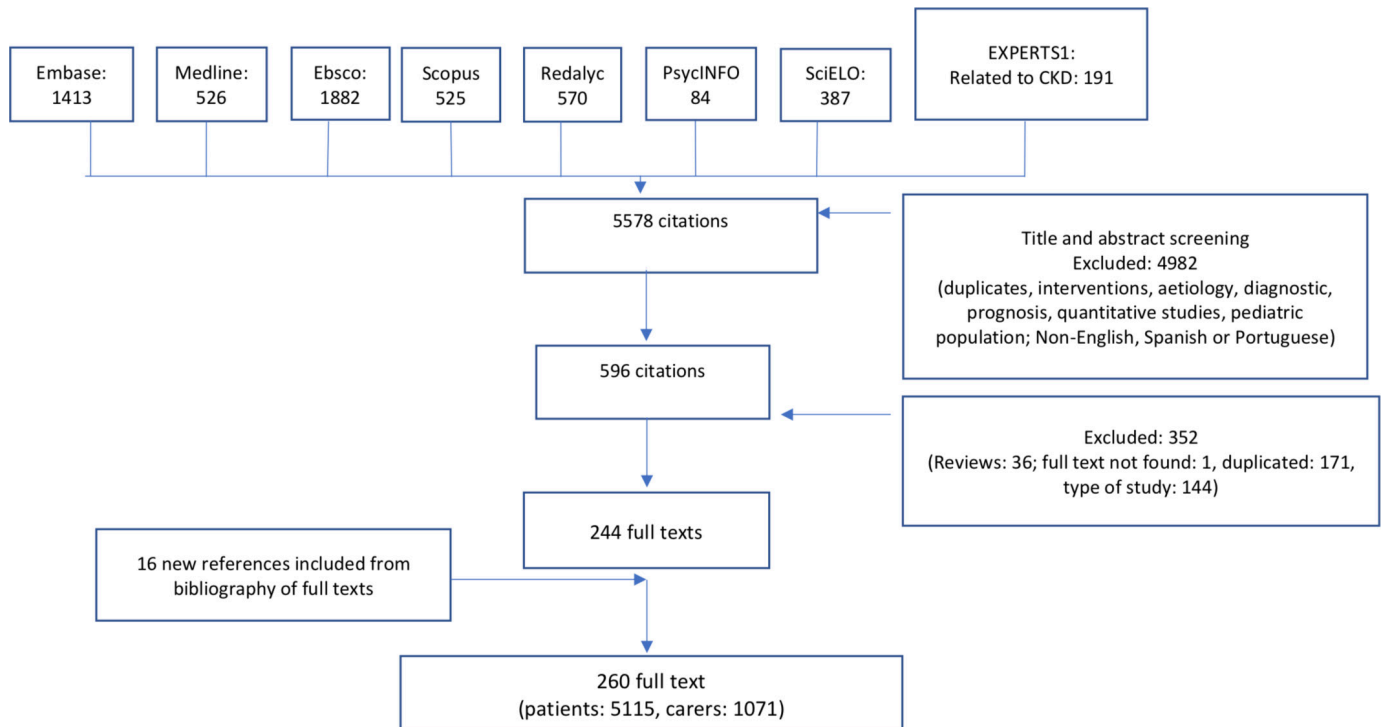 Embase:
1413
Medline:
526
Ebsco:
1882
Scopus
525
Redalyc
570
PsycINFO
84
SciELO:
387
EXPERTS1:
Related to CKD: 191
5578 citations
Title and abstract screening
Excluded: 4982
(duplicates, interventions, aetiology, diagnostic,
prognosis, quantitative studies, pediatric
population; Non-English, Spanish or Portuguese)
596 citations
Excluded: 352
(Reviews: 36; full text not found: 1, duplicated: 171,
type of study: 144)
244 full texts
16 new references included from
bibliography of full texts
260 full text
(patients: 5115, carers: 1071)